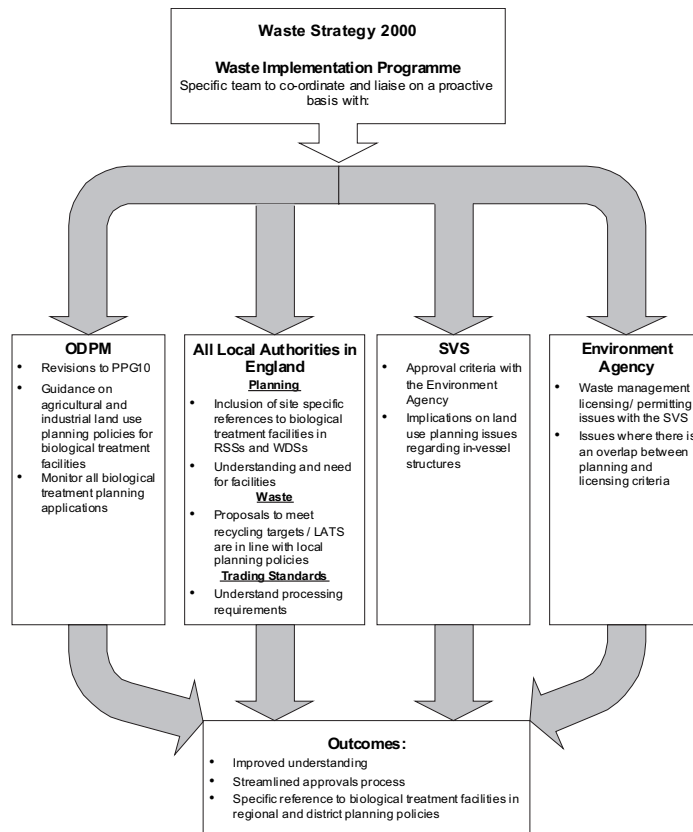 Waste Strategy 2000
Waste Implementation Programme
Specific team to co-ordinate and liaise on a proactive
basis with:
ODPM
• Revisions to PPG10
• Guidance on
agricultural and
industrial land use
planning policies for
biological treatment
facilities
• Monitor all biological
treatment planning
applications
All Local Authorities in
England
Planning
• Inclusion of site specific
references to biological
treatment facilities in
RSSs and WDSs
• Understanding and need
for facilities
Waste
• Proposals to meet
recycling targets / LATS
are in line with local
planning policies
Trading Standards
• Understand processing
requirements
SVS
• Approval criteria with
the Environment
Agency
• Implications on land
use planning issues
regarding in-vessel
structures
Environment
Agency
• Waste management
licensing/ permitting
issues with the SVS
• Issues where there is
an overlap between
planning and
licensing criteria
Outcomes:
• Improved understanding
• Streamlined approvals process
• Specific reference to biological treatment facilities in
regional and district planning policies